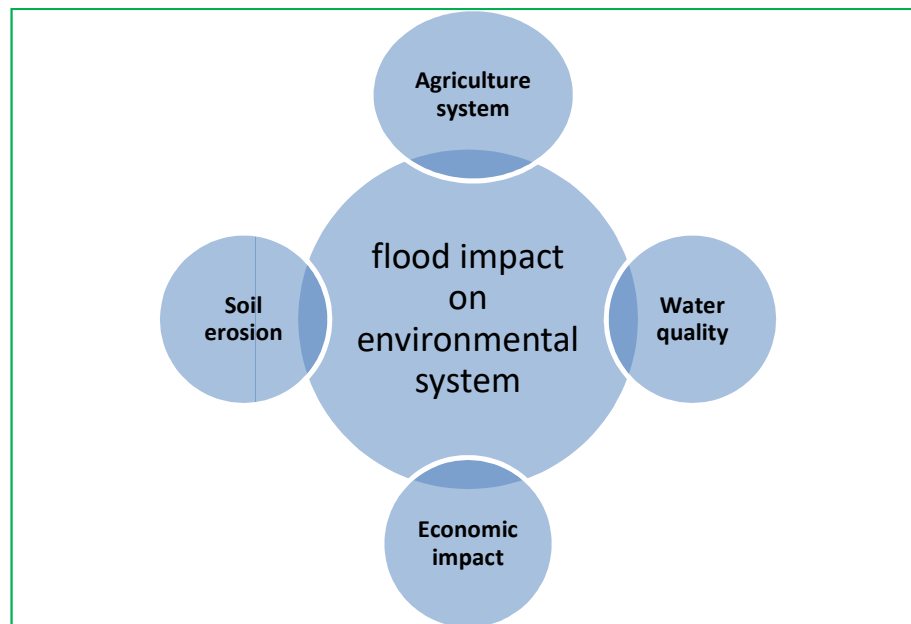 Agriculture
system
flood impact
on
environmental
system
Soil
erosion
Water
quality
Economic
impact